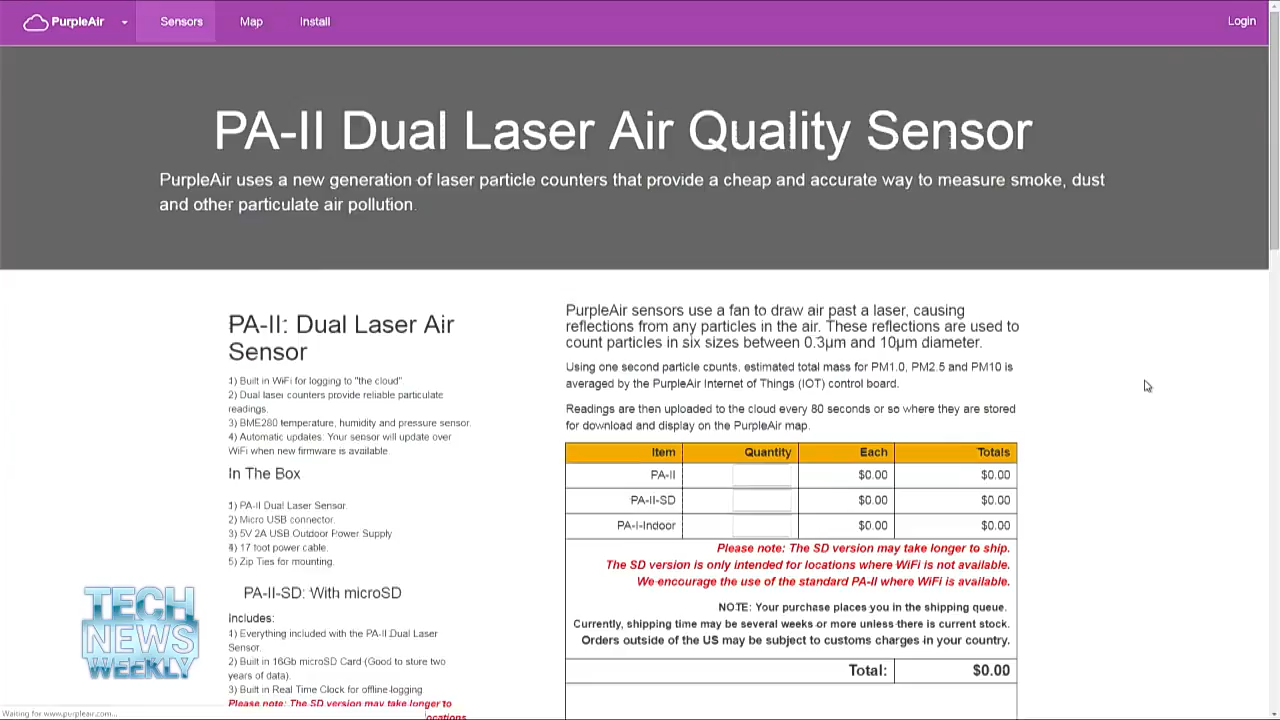 PurpleAir
Sensors
Map
Install
Login
PA-II Dual Laser Air Quality Sensor
PurpleAir uses a new generation of laser particle counters that provide a cheap and accurate way to measure smoke, dust
and other particulate air pollution.
PA-II: Dual Laser Air
Sensor
1) Built in WiFi for logging to "the cloud"
2) Dual laser counters provide reliable particulate
readings.
3) BME280 temperature, humidity and pressure sensor.
4) Automatic updates: Your sensor will update over
WiFi when new firmware is available.
In The Box
1) PA-II Dual Laser Sensor.
2) Micro USB connector.
3) 5V 2A USB Outdoor Power Supply
4) 17 foot power cable.
5) Zip Ties for mounting.
PA-II-SD: With microSD
Includes:
1) Everything included with the PA-II Dual Laser
Sensor.
2) Built in 16Gb microSD Card (Good to store two
years of data).
3) Built in Real Time Clock for offline logging
Please note: The SD version may take longer to
locations
PurpleAir sensors use a fan to draw air past a laser, causing
reflections from any particles in the air. These reflections are used to
count particles in six sizes between 0.3μm and 10μm diameter.
Using one second particle counts, estimated total mass for PM1.0, PM2.5 and PM10 is
averaged by the PurpleAir Internet of Things (IOT) control board.
Readings are then uploaded to the cloud every 80 seconds or so where they are stored
for download and display on the PurpleAir map.
Item Quantity Each Totals
PA-II $0.00 $0.00
PA-II-SD $0.00 $0.00
PA-I-Indoor $0.00 $0.00
Please note: The SD version may take longer to ship.
The SD version is only intended for locations where WiFi is not available.
We encourage the use of the standard PA-II where WiFi is available.
NOTE: Your purchase places you in the shipping queue.
Currently, shipping time may be several weeks or more unless there is current stock.
Orders outside of the US may be subject to customs charges in your country.
Total: $0.00
TECH
NEWS
WEEKLY
Waiting for www.purpleair.com...